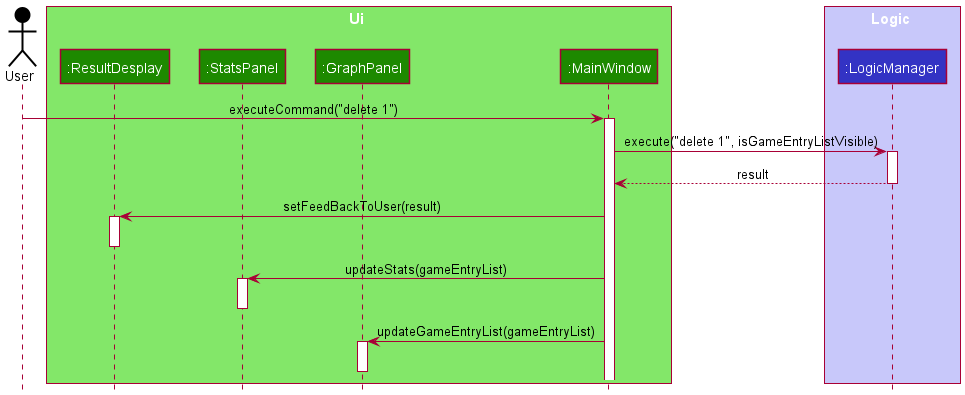 Ui
Logic
User
:ResultDesplay
:StatsPanel
:GraphPanel
:MainWindow
:LogicManager
executeCommand("delete 1")
execute("delete 1", isGameEntryListVisible)
result
setFeedBackToUser(result)
updateStats(gameEntryList)
updateGameEntryList(gameEntryList)